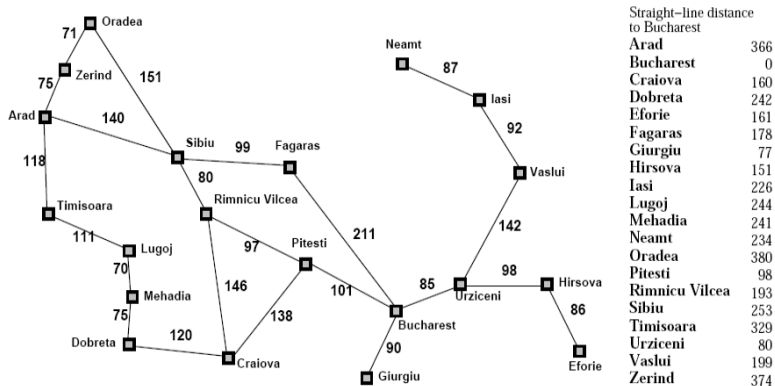 Oradea
71
Zerind
75
151
Arad
140
Sibiu
99
Fagaras
118
80
Rimnicu Vilcea
Timisoara
111
Lugoj
97
Pitesti
211
70
Mehadia
146
138
101
75
Dobreta
120
Craiova
Neamt
87
Iasi
92
Vaslui
142
85
Urziceni
98
Hirsova
86
Eforie
Bucharest
90
Giurgiu
Straight-line distance
to Bucharest
Arad 366
Bucharest 0
Craiova 160
Dobreta 242
Eforie 161
Fagaras 178
Giurgiu 77
Hirsova 151
Iasi 226
Lugoj 244
Mehadia 241
Neamt 234
Oradea 380
Pitesti 98
Rimnicu Vilcea 193
Sibiu 253
Timisoara 329
Urziceni 80
Vaslui 199
Zerind 374